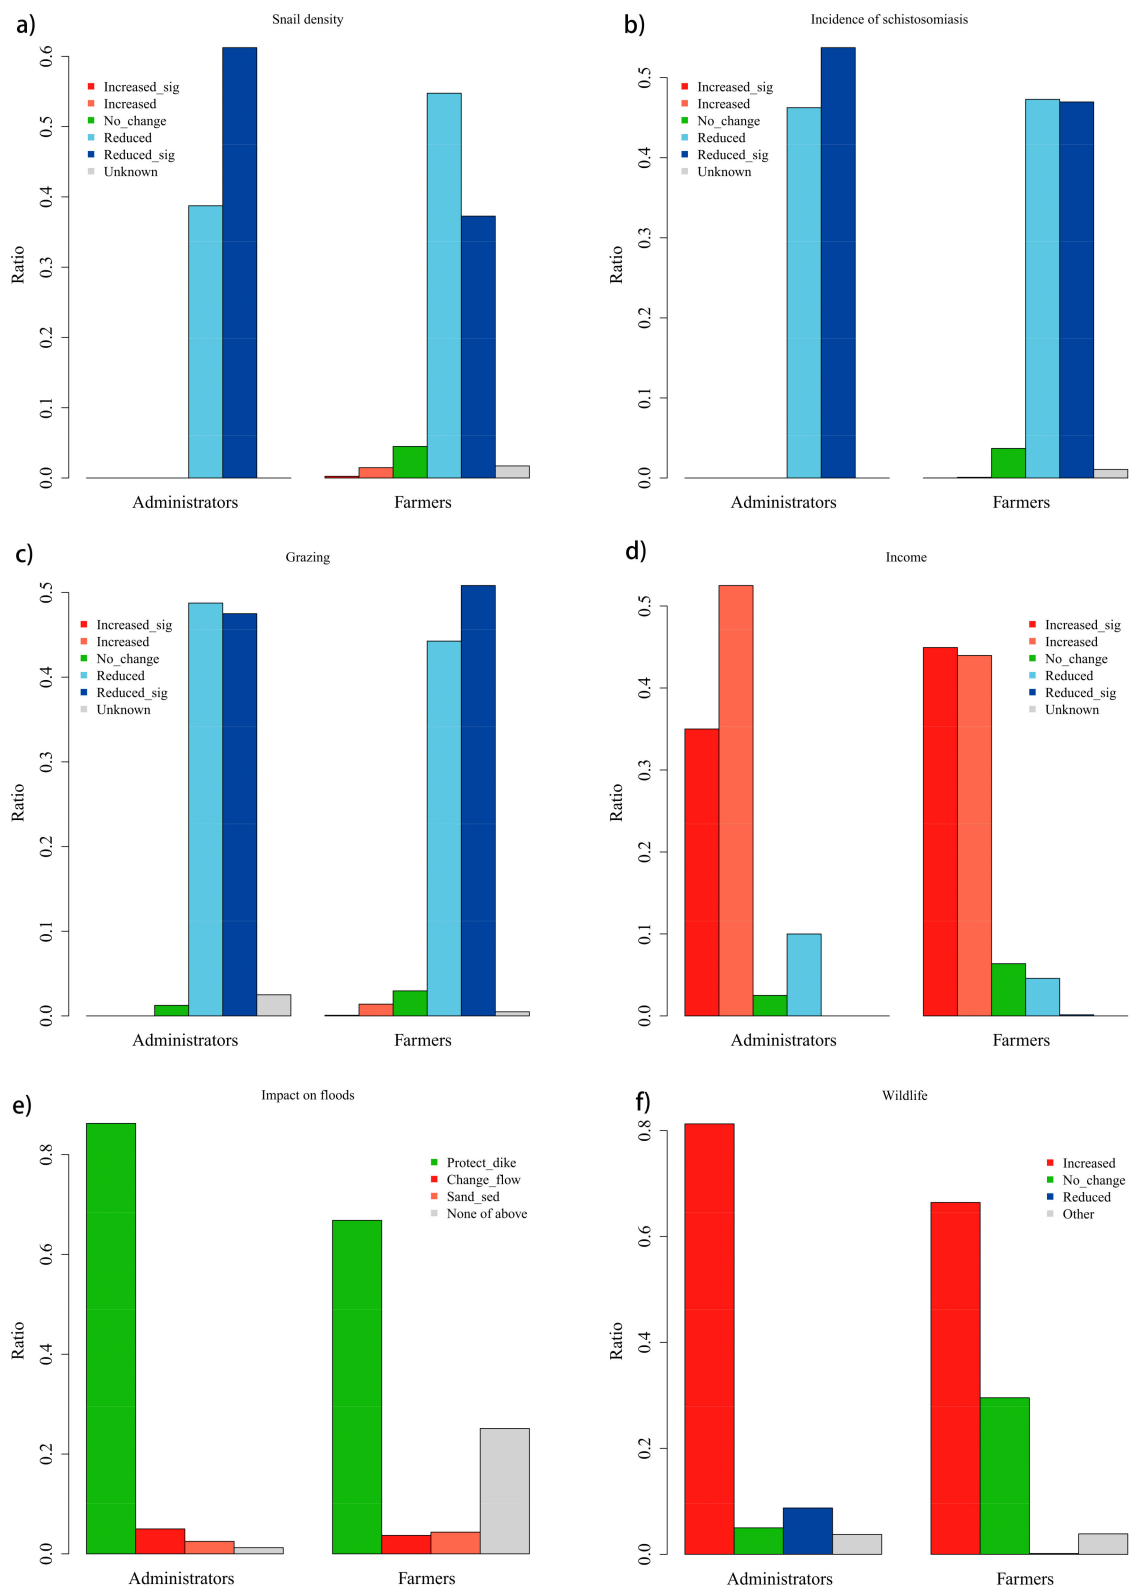 a)
Snail density
Increased_sig
Increased
No_change
Reduced
Reduced_sig
Unknown
Ratio
0.6
0.5
0.4
0.3
0.2
0.1
0.0
Administrators
Farmers
b)
Incidence of schistosomiasis
Increased_sig
Increased
No_change
Reduced
Reduced_sig
Unknown
Ratio
0.5
0.4
0.3
0.2
0.1
0.0
Administrators
Farmers
c)
Grazing
Increased_sig
Increased
No_change
Reduced
Reduced_sig
Unknown
Ratio
0.5
0.4
0.3
0.2
0.1
0.0
Administrators
Farmers
d)
Income
Increased_sig
Increased
No_change
Reduced
Reduced_sig
Unknown
Ratio
0.5
0.4
0.3
0.2
0.1
0.0
Administrators
Farmers
e)
Impact on floods
Protect_dike
Change_flow
Sand_sed
None of above
Ratio
0.8
0.6
0.4
0.2
0.0
Administrators
Farmers
f)
Wildlife
Increased
No_change
Reduced
Other
Ratio
0.8
0.6
0.4
0.2
0.0
Administrators
Farmers